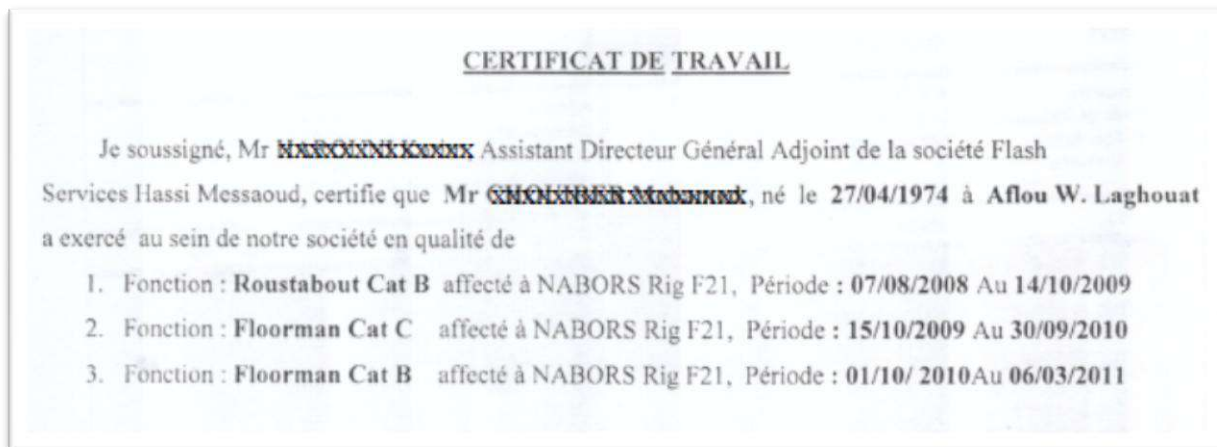 CERTIFICAT DE TRAVAIL
Je soussigné, Mr Assistant Directeur Général Adjoint de la société Flash
Services Hassi Messaoud, certifie que Mr , né le 27/04/1974 à Aflou W. Laghouat
a exercé au sein de notre société en qualité de
1. Fonction : Roustabout Cat B affecté à NABORS Rig F21, Période : 07/08/2008 Au 14/10/2009
2. Fonction : Floorman Cat C affecté à NABORS Rig F21, Période : 15/10/2009 Au 30/09/2010
3. Fonction : Floorman Cat B affecté à NABORS Rig F21, Période : 01/10/ 2010Au 06/03/2011